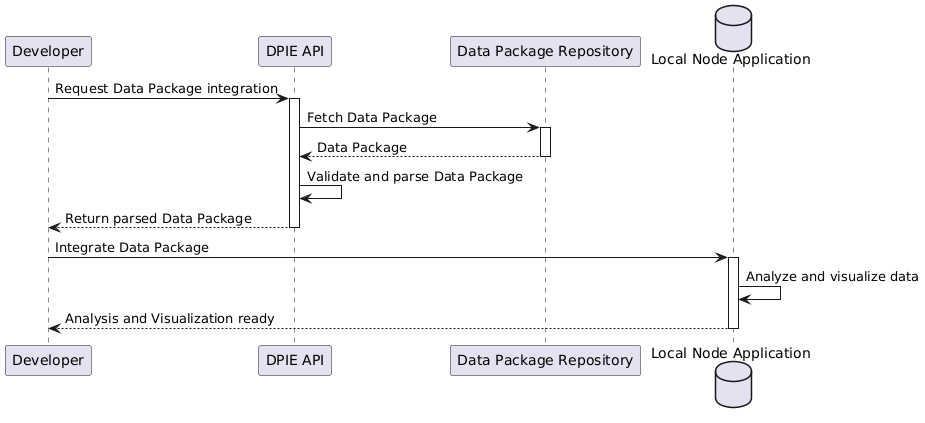 Developer
DPIE API
Data Package Repository
Local Node Application
Request Data Package integration
Fetch Data Package
Data Package
Validate and parse Data Package
Return parsed Data Package
Integrate Data Package
Analyze and visualize data
Analysis and Visualization ready
Developer
DPIE API
Data Package Repository
Local Node Application